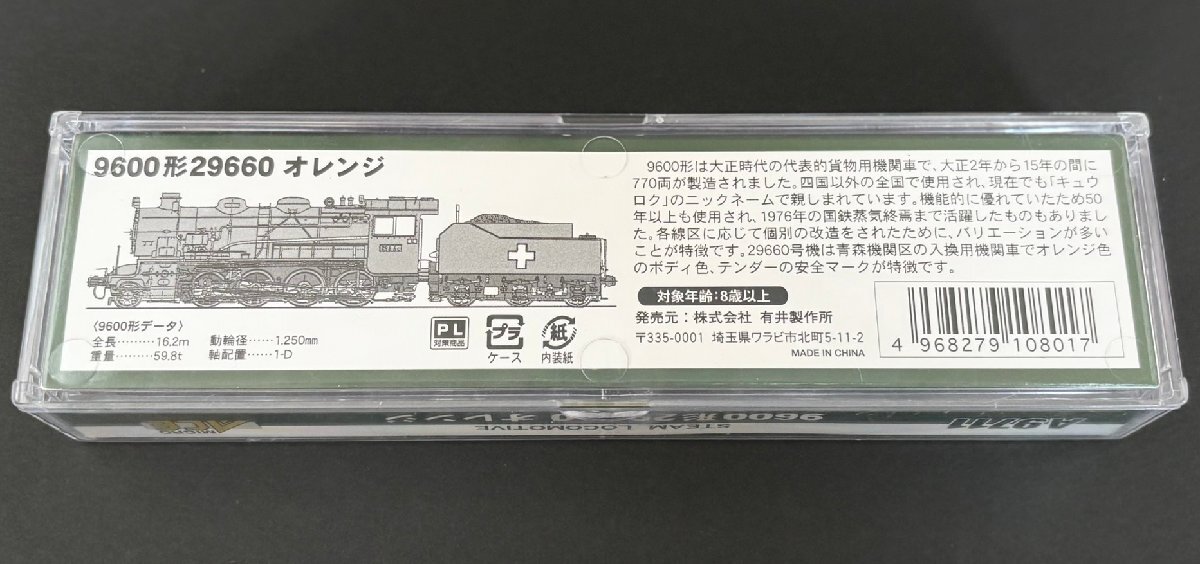 9600形29660 オレンジ
〈9600形データ〉
全長………16.2m 動輪径……1,250mm
重量………59.8t 軸配置……1-D
PL
対象商品
プラ
ケース
紙
内装紙
9600形は大正時代の代表的貨物用機関車で、大正2年から15年の間に
770両が製造されました。四国以外の全国で使用され、現在でも「キュウ
ロク」のニックネームで親しまれています。機能的に優れていたため50
年以上も使用され、1976年の国鉄蒸気終焉まで活躍したものもありまし
た。各線区に応じて個別の改造をされたために、バリエーションが多い
ことが特徴です。29660号機は青森機関区の入換用機関車でオレンジ色
のボディ色、テンダーの安全マークが特徴です。
対象年齢:8歳以上
発売元:株式会社 有井製作所
〒335-0001 埼玉県ワラビ市北町5-11-2
MADE IN CHINA
4 968279 108017
STEAM LOCOMOTIVE